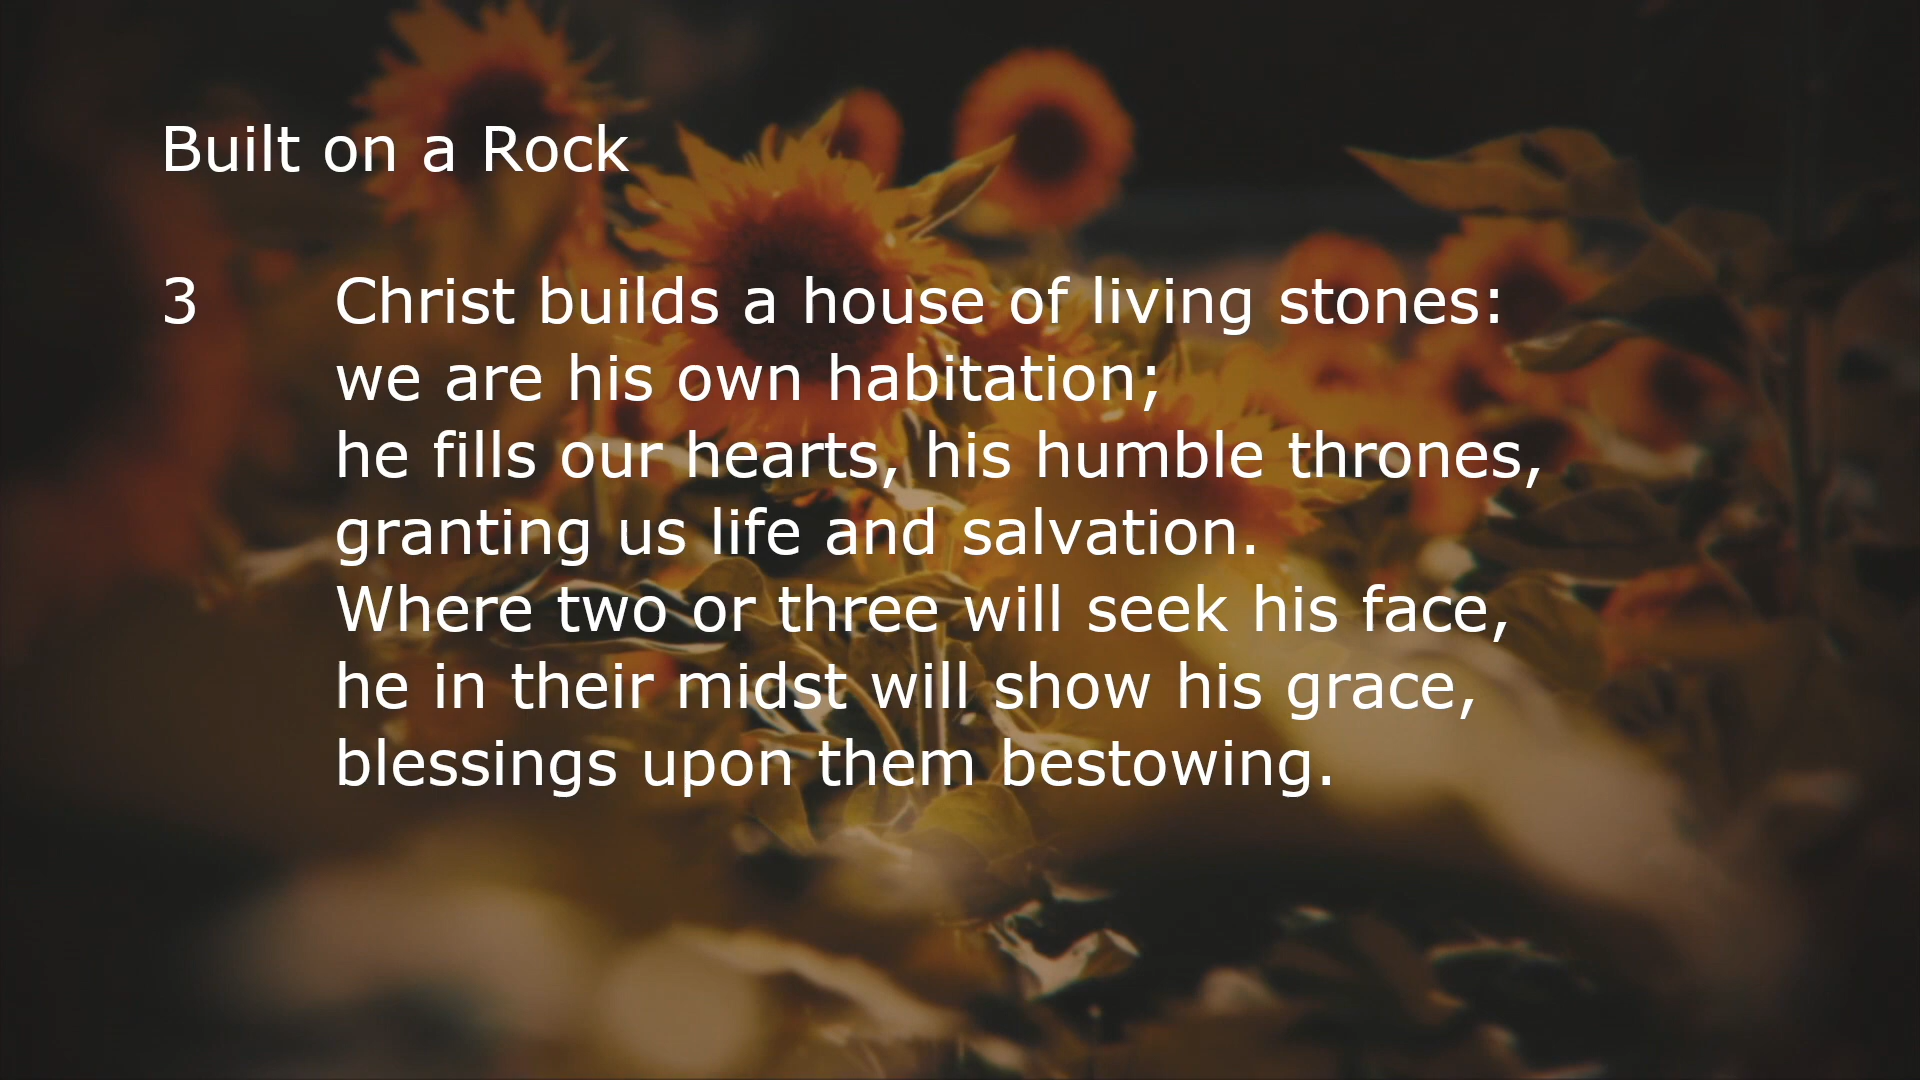 Built on a Rock
3 Christ builds a house of living stones:
we are his own habitation;
he fills our hearts, his humble thrones,
granting us life and salvation.
Where two or three will seek his face,
he in their midst will show his grace,
blessings upon them bestowing.